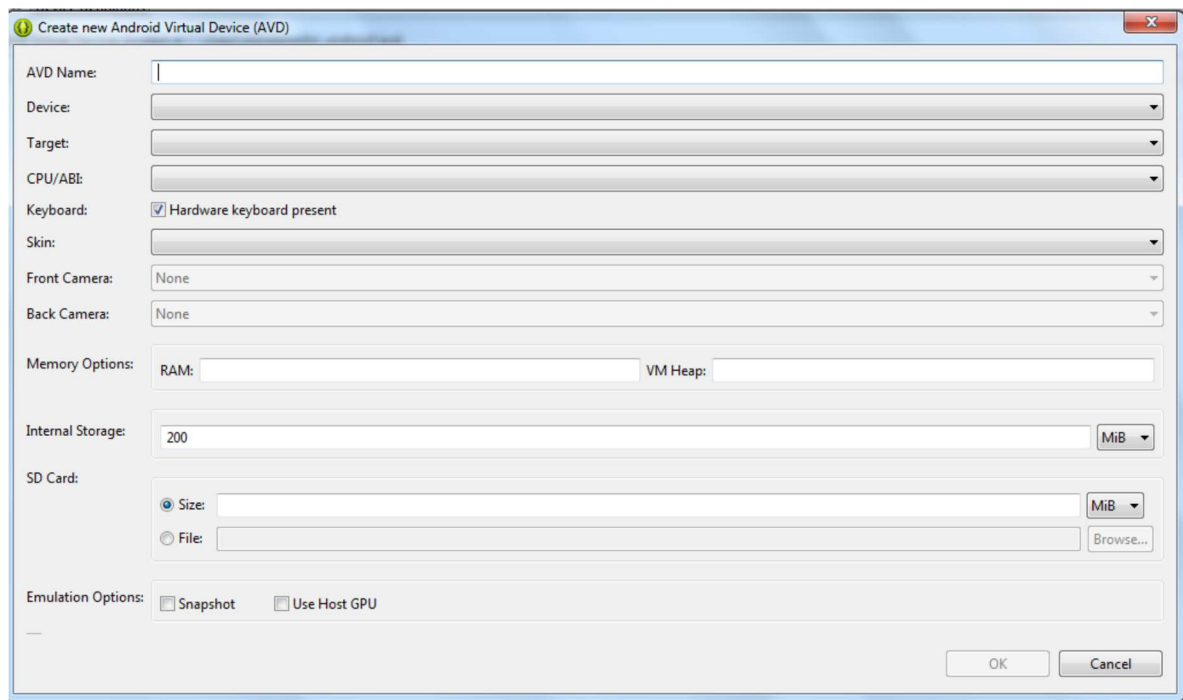 Create new Android Virtual Device (AVD)
AVD Name:
Device:
Target:
CPU/ABI:
Keyboard: Hardware keyboard present
Skin:
Front Camera: None
Back Camera: None
Memory Options: RAM: VM Heap:
Internal Storage: 200 MiB
SD Card:
Size: MiB
File: Browse...
Emulation Options: Snapshot Use Host GPU
OK Cancel